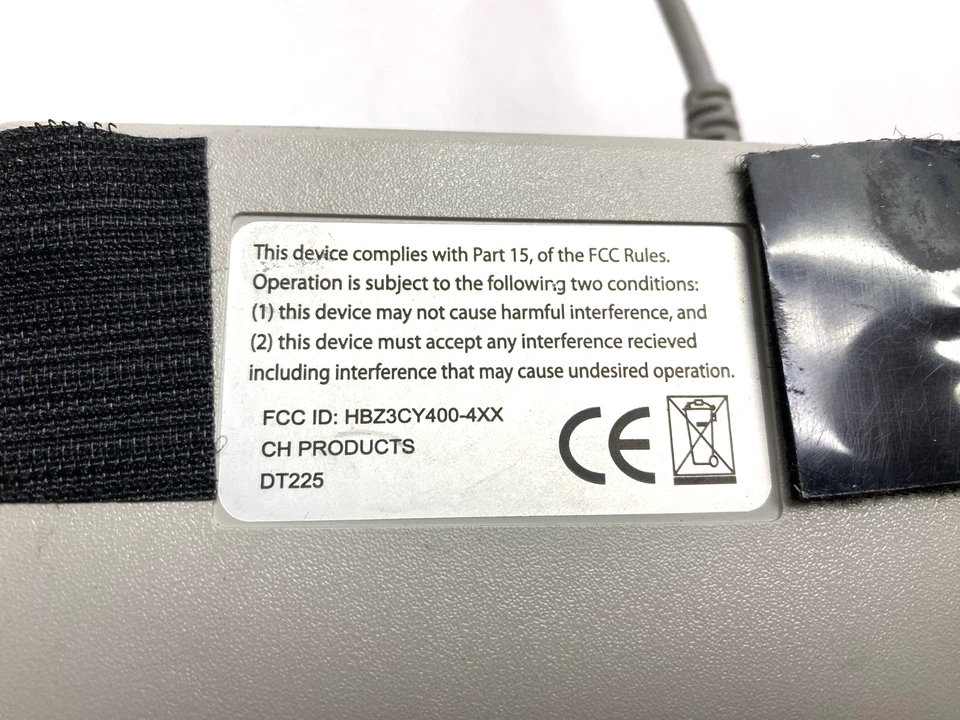 This device complies with Part 15, of the FCC Rules.
Operation is subject to the following two conditions:
(1) this device may not cause harmful interference, and
(2) this device must accept any interference recieved
including interference that may cause undesired operation.
FCC ID: HBZ3CY400-4XX
CH PRODUCTS
DT225
CE